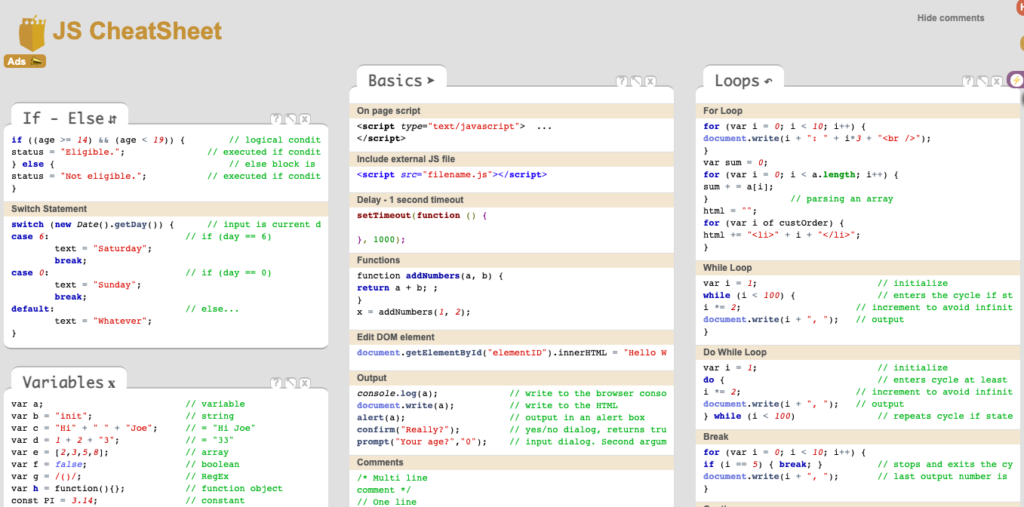 JS CheatSheet
Hide comments
Ads
If - Else
if ((age >= 14) && (age < 19)) { // logical condit
status = "Eligible."; // executed if condit
} else { // else block is
status = "Not eligible."; // executed if condit
}
Switch Statement
switch (new Date().getDay()) { // input is current d
case 6: // if (day == 6)
text = "Saturday";
break;
case 0: // if (day == 0)
text = "Sunday";
break;
default: // else...
text = "Whatever";
}
Variables x
var a; // variable
var b = "init"; // string
var c = "Hi" + " " + "Joe"; // = "Hi Joe"
var d = 1 + 2 + "3"; // = "33"
var e = [2,3,5,8]; // array
var f = false; // boolean
var g = /()/; // RegEx
var h = function(){}; // function object
const PI = 3.14; // constant
Basics
On page script
<script type="text/javascript"> ...
</script>
Include external JS file
<script src="filename.js"></script>
Delay - 1 second timeout
setTimeout(function () {
}, 1000);
Functions
function addNumbers(a, b) {
return a + b; ;
}
x = addNumbers(1, 2);
Edit DOM element
document.getElementById("elementID").innerHTML = "Hello W
Output
console.log(a); // write to the browser conso
document.write(a); // write to the HTML
alert(a); // output in an alert box
confirm("Really?"); // yes/no dialog, returns tru
prompt("Your age?","0"); // input dialog. Second argum
Comments
/* Multi line
comment */
// One line
Loops
For Loop
for (var i = 0; i < 10; i++) {
document.write(i + ": " + i*3 + "<br />");
}
var sum = 0;
for (var i = 0; i < a.length; i++) {
sum + = a[i];
} // parsing an array
html = "";
for (var i of custOrder) {
html += "<li>" + i + "</li>";
}
While Loop
var i = 1; // initialize
while (i < 100) { // enters the cycle if st
i *= 2; // increment to avoid infinit
document.write(i + ", "); // output
}
Do While Loop
var i = 1; // initialize
do { // enters cycle at least
i *= 2; // increment to avoid infinit
document.write(i + ", "); // output
} while (i < 100) // repeats cycle if state
Break
for (var i = 0; i < 10; i++) {
if (i == 5) { break; } // stops and exits the cy
document.write(i + ", "); // last output number is
}